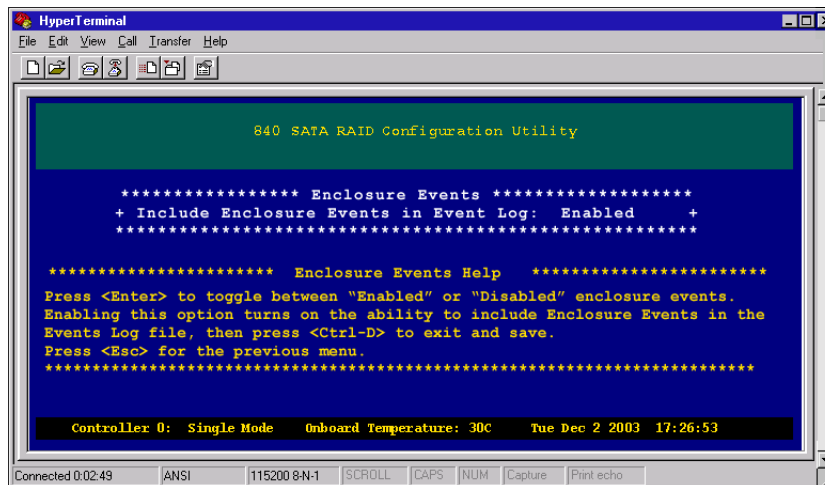 HyperTerminal
File Edit View Call Transfer Help
840 SATA RAID Configuration Utility
***************** Enclosure Events *******************
+ Include Enclosure Events in Event Log: Enabled +
*******************************************************
*********************** Enclosure Events Help ************************
Press <Enter> to toggle between “Enabled” or “Disabled” enclosure events.
Enabling this option turns on the ability to include Enclosure Events in the
Events Log file, then press <Ctrl-D> to exit and save.
Press <Esc> for the previous menu.
************************************************************************
Controller 0: Single Mode Onboard Temperature: 30C Tue Dec 2 2003 17:26:53
Connected 0:02:49 ANSI 115200 8-N-1 SCROLL CAPS NUM Capture Print echo